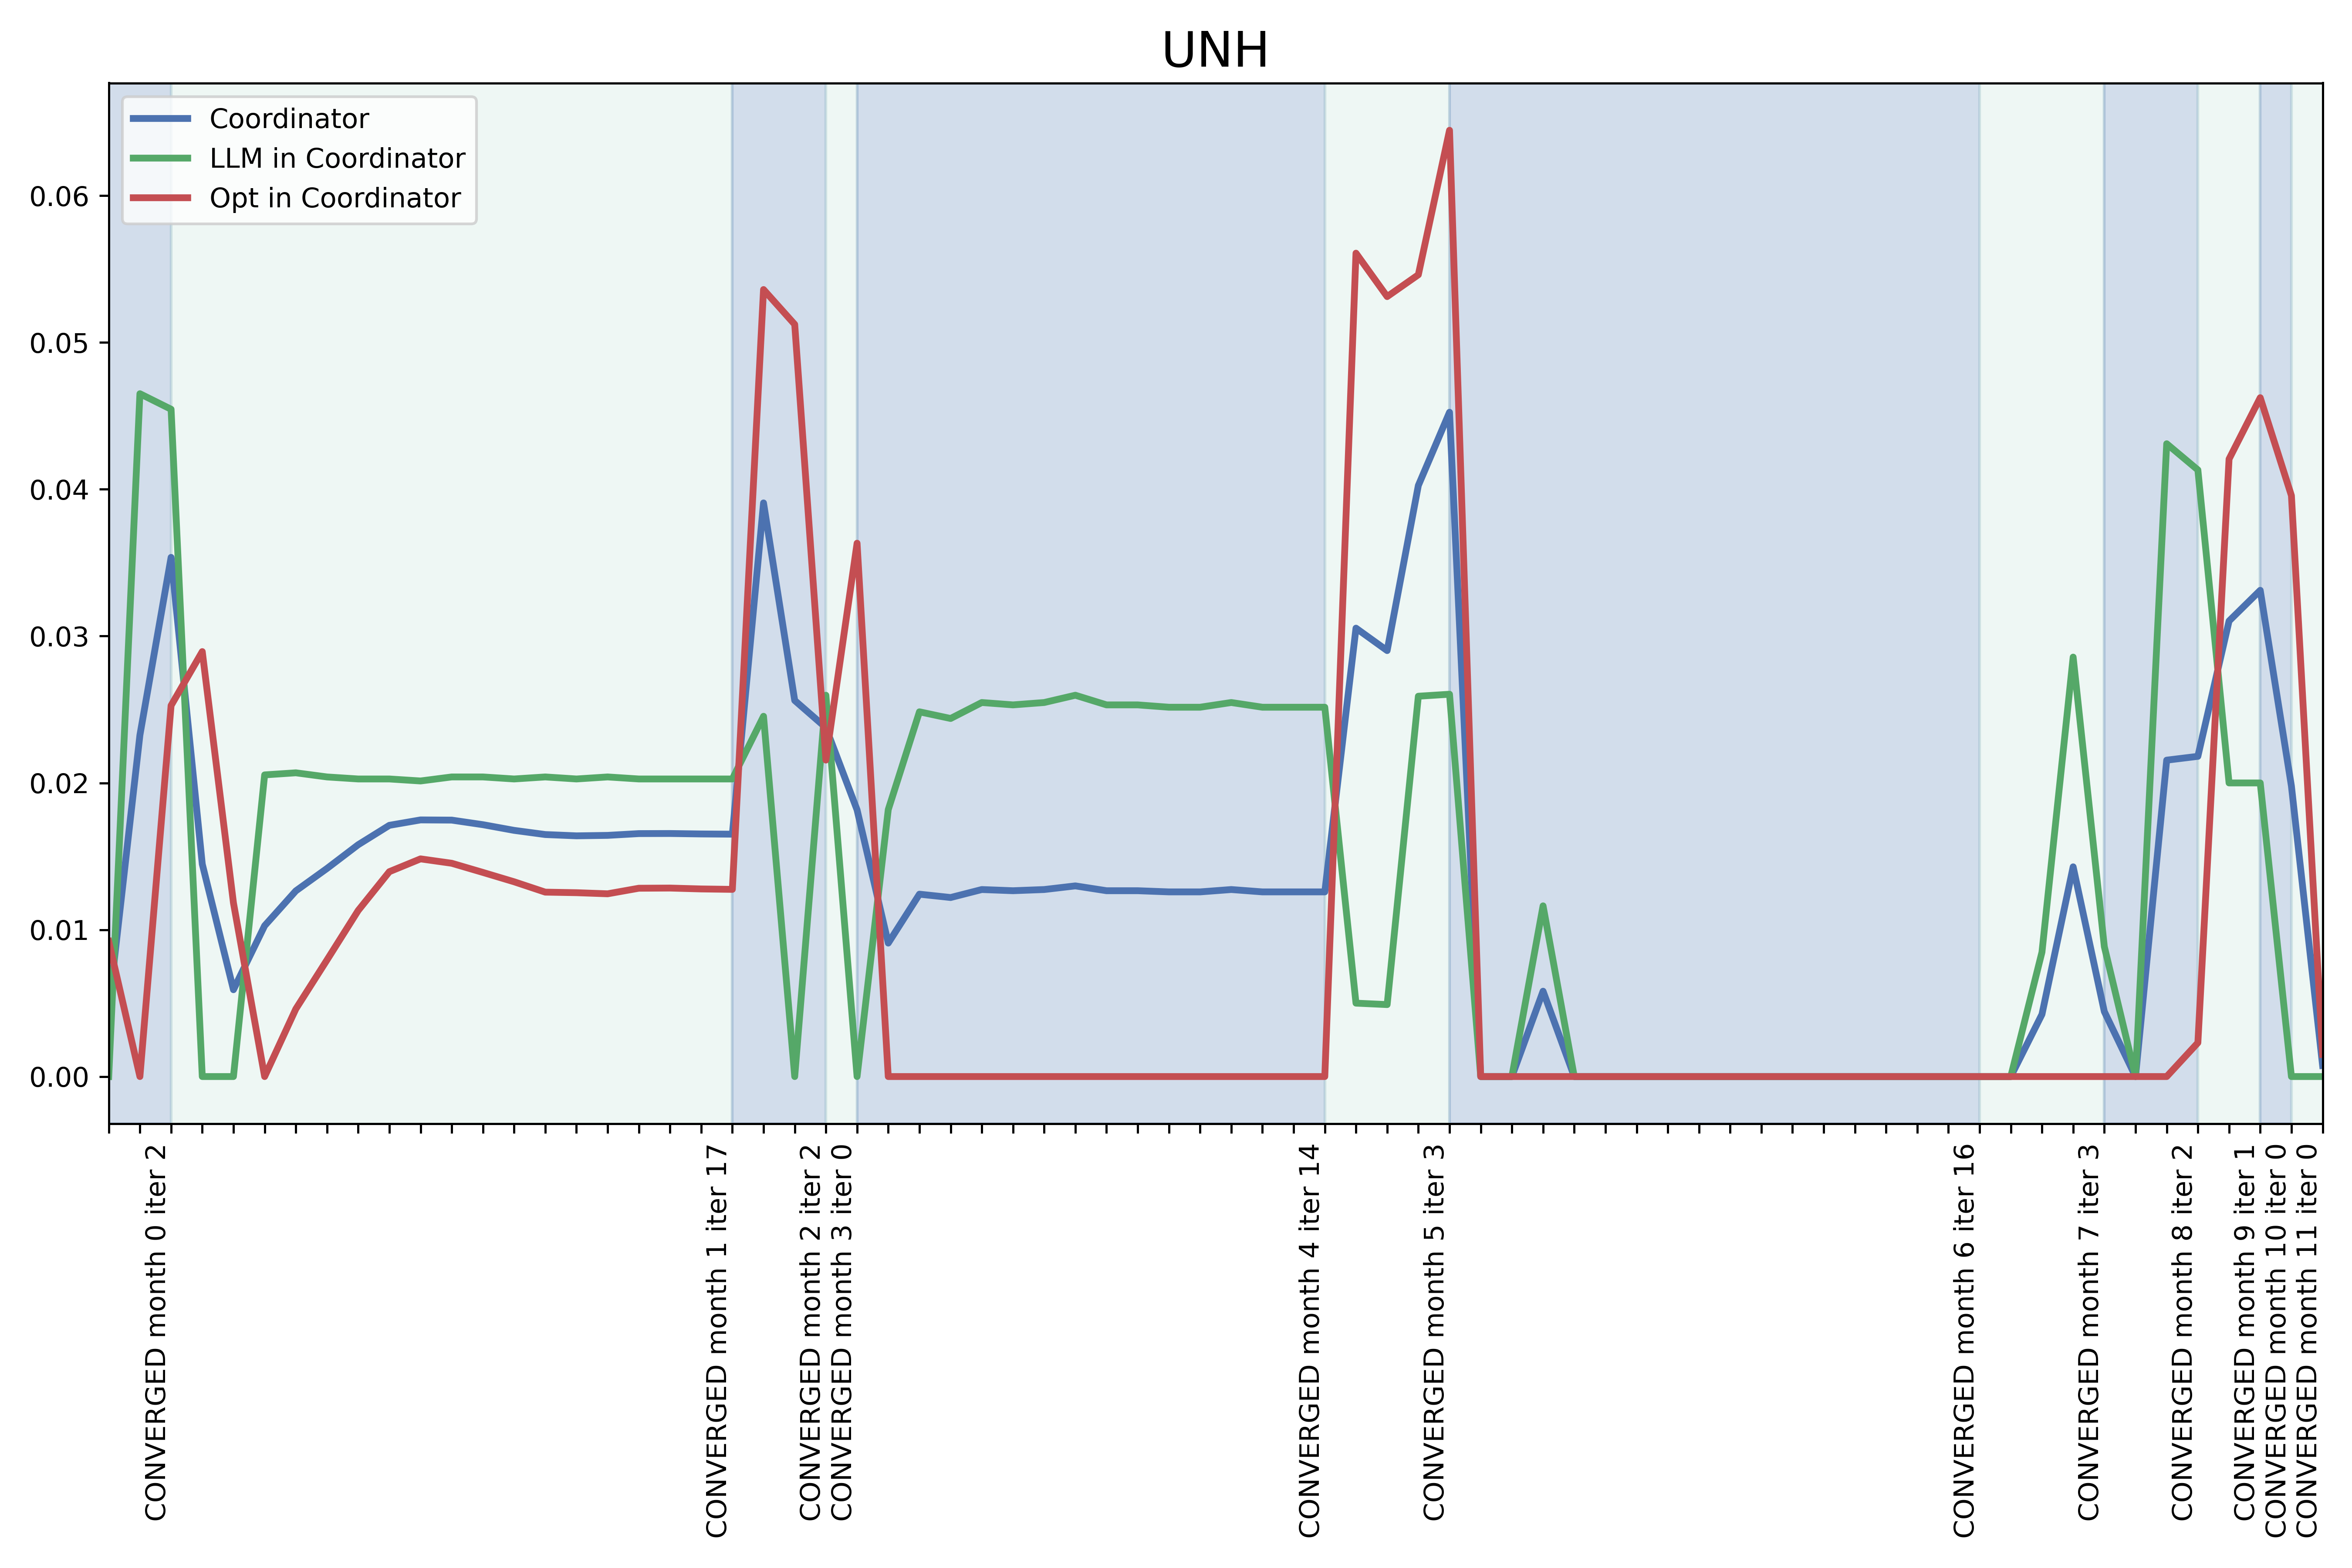 UNH
Coordinator
LLM in Coordinator
Opt in Coordinator
0.06
0.05
0.04
0.03
0.02
0.01
0.00
CONVERGED month 0 iter 2
CONVERGED month 1 iter 17
CONVERGED month 2 iter 2
CONVERGED month 3 iter 0
CONVERGED month 4 iter 14
CONVERGED month 5 iter 3
CONVERGED month 6 iter 16
CONVERGED month 7 iter 3
CONVERGED month 8 iter 2
CONVERGED month 9 iter 1
CONVERGED month 10 iter 0
CONVERGED month 11 iter 0